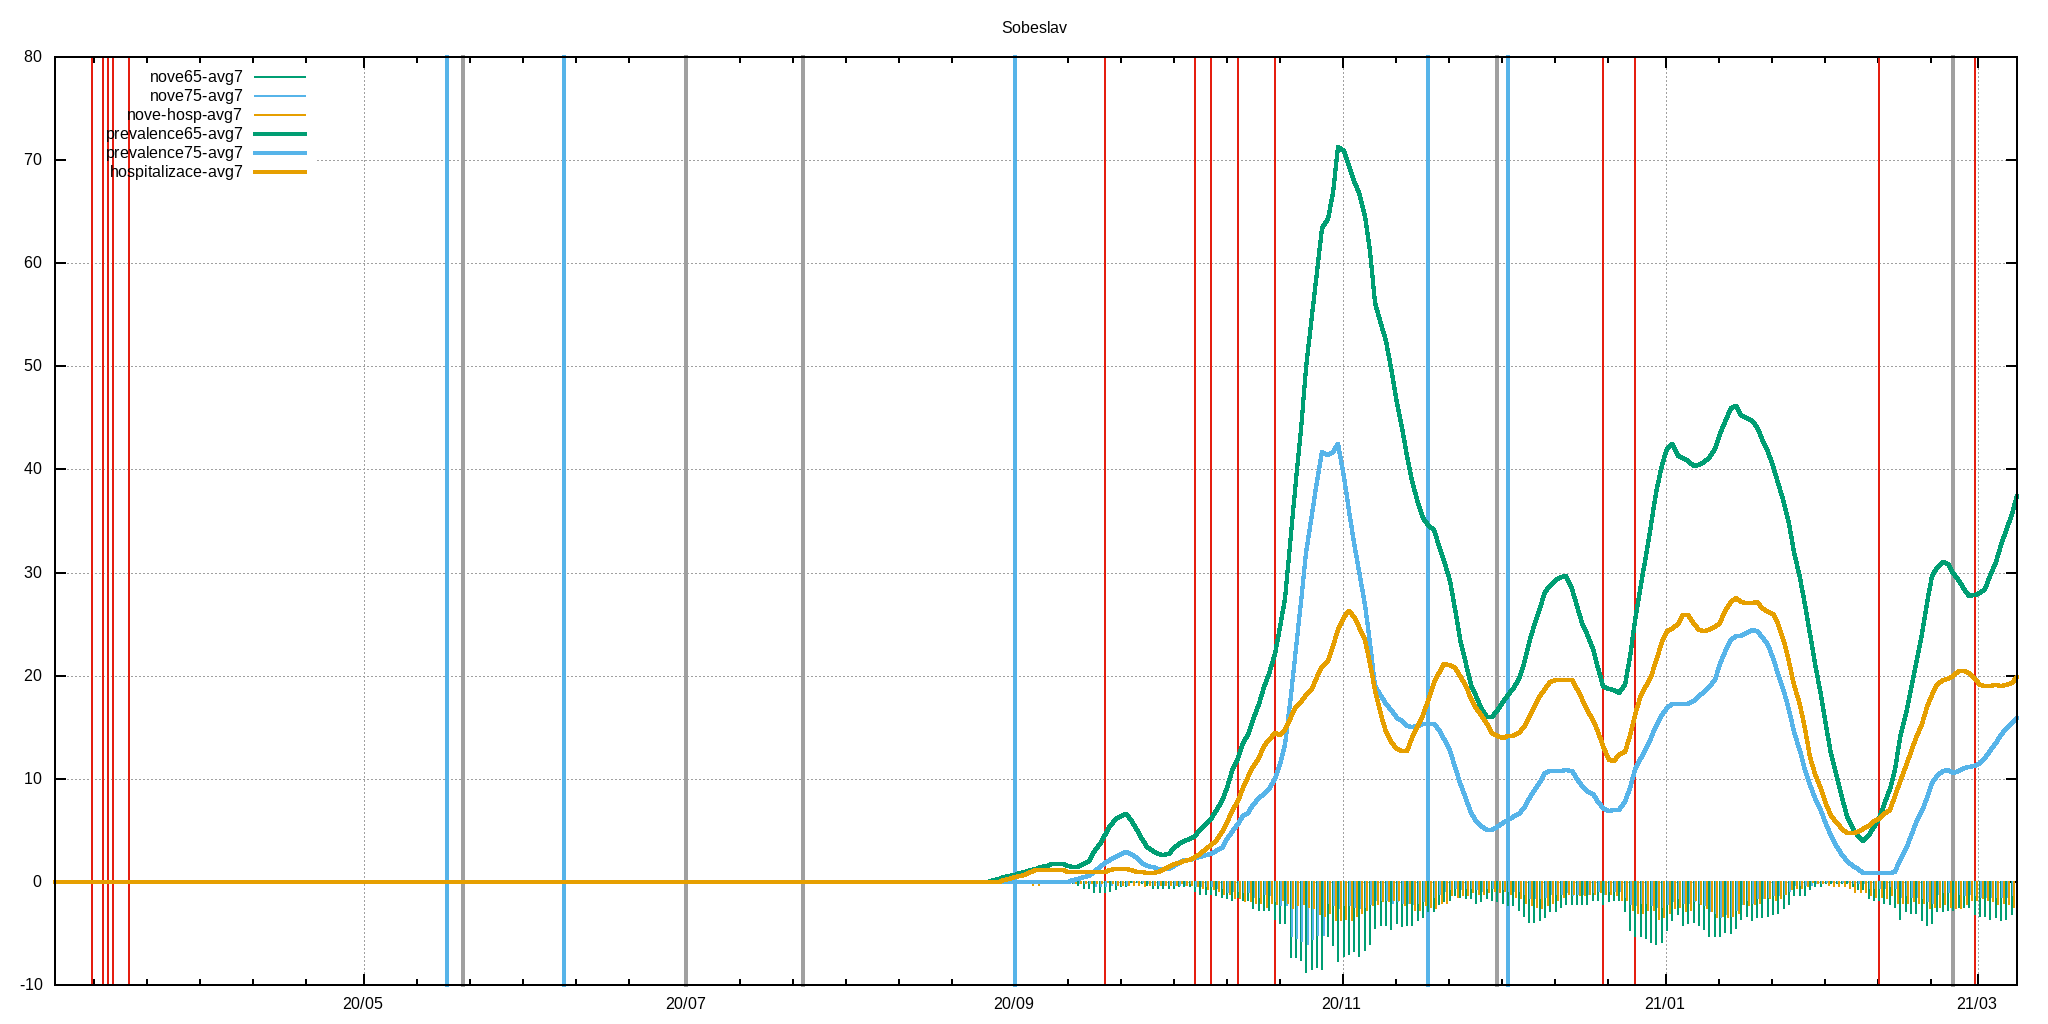 Sobeslav
80
70
60
50
40
30
20
10
0
-10
nove65-avg7
nove75-avg7
nove-hosp-avg7
prevalence65-avg7
prevalence75-avg7
hospitalizace-avg7
20/05
20/07
20/09
20/11
21/01
21/03